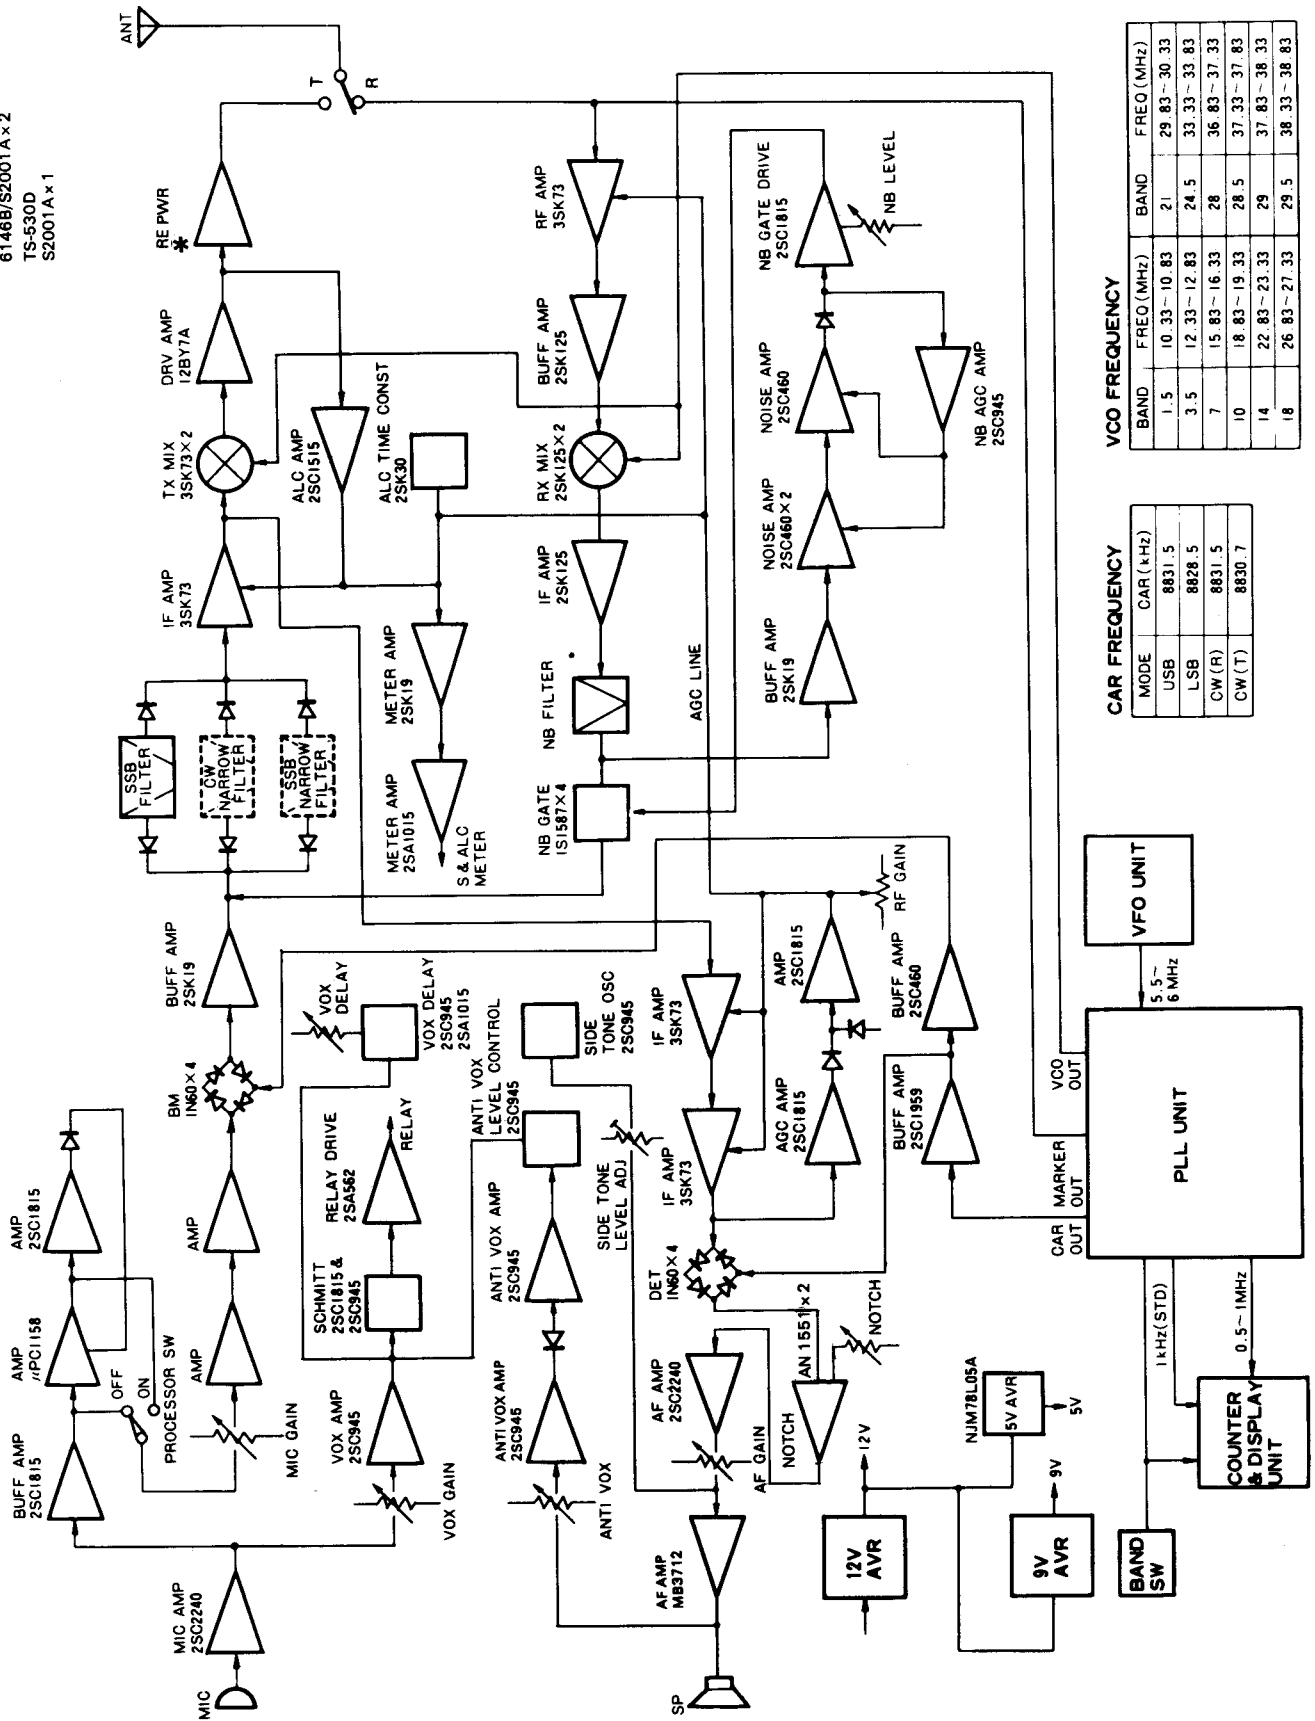 6146B/S2001A×2
TS-530D
S2001A×1
ANT
T
R
RE PWR
*
DRV AMP
12BY7A
TX MIX
3SK73×2
IF AMP
3SK73
SSB
FILTER
CW
NARROW
FILTER
SSB
NARROW
FILTER
BUFF AMP
2SK19
BM
IN60×4
AMP
AMP
MIC GAIN
PROCESSOR SW
OFF
ON
AMP
2SC1815
AMP
μPC1158
BUFF AMP
2SC1815
MIC AMP
2SC2240
MIC
ALC AMP
2SC1515
ALC TIME CONST
2SK30
METER AMP
2SK19
METER AMP
2SA1015
S & ALC
METER
VOX DELAY
VOX DELAY
2SC945
2SA1015
RELAY
RELAY DRIVE
2SA562
SCHMITT
2SC1815 &
2SC945
VOX AMP
2SC945
VOX GAIN
RF AMP
3SK73
BUFF AMP
2SK125
RX MIX
2SK125×2
IF AMP
2SK125
NB FILTER
NB GATE
1S1587×4
AGC LINE
SIDE
TONE OSC
2SC945
ANTI VOX
LEVEL CONTROL
2SC945
SIDE TONE
LEVEL ADJ
ANTI VOX AMP
2SC945
ANTI VOX AMP
2SC945
ANTI VOX
IF AMP
3SK73
IF AMP
3SK73
DET
IN60×4
AF AMP
2SC2240
AF GAIN
AF AMP
MB3712
SP
NB LEVEL
NB GATE DRIVE
2SC1815
NOISE AMP
2SC460
NOISE AMP
2SC460×2
BUFF AMP
2SK19
NB AGC AMP
2SC945
RF GAIN
AMP
2SC1815
AGC AMP
2SC1815
BUFF AMP
2SC460
BUFF AMP
2SC1959
AN1551×2
NOTCH
NOTCH
VFO UNIT
5.5~
6MHz
VCO
OUT
MARKER
OUT
CAR
OUT
PLL UNIT
1kHz(STD)
0.5~1MHz
COUNTER
& DISPLAY
UNIT
BAND
SW
12V
AVR
12V
NJM78L05A
5V AVR
5V
9V
AVR
9V
VCO FREQUENCY
BAND FREQ (MHz) BAND FREQ (MHz)
1.5 10.33~10.83 21 29.83~30.33
3.5 12.33~12.83 24.5 33.33~33.83
7 15.83~16.33 28 36.83~37.33
10 18.83~19.33 28.5 37.33~37.83
14 22.83~23.33 29 37.83~38.33
18 26.83~27.33 29.5 38.33~38.83
CAR FREQUENCY
MODE CAR (kHz)
USB 8831.5
LSB 8828.5
CW (R) 8831.5
CW (T) 8830.7